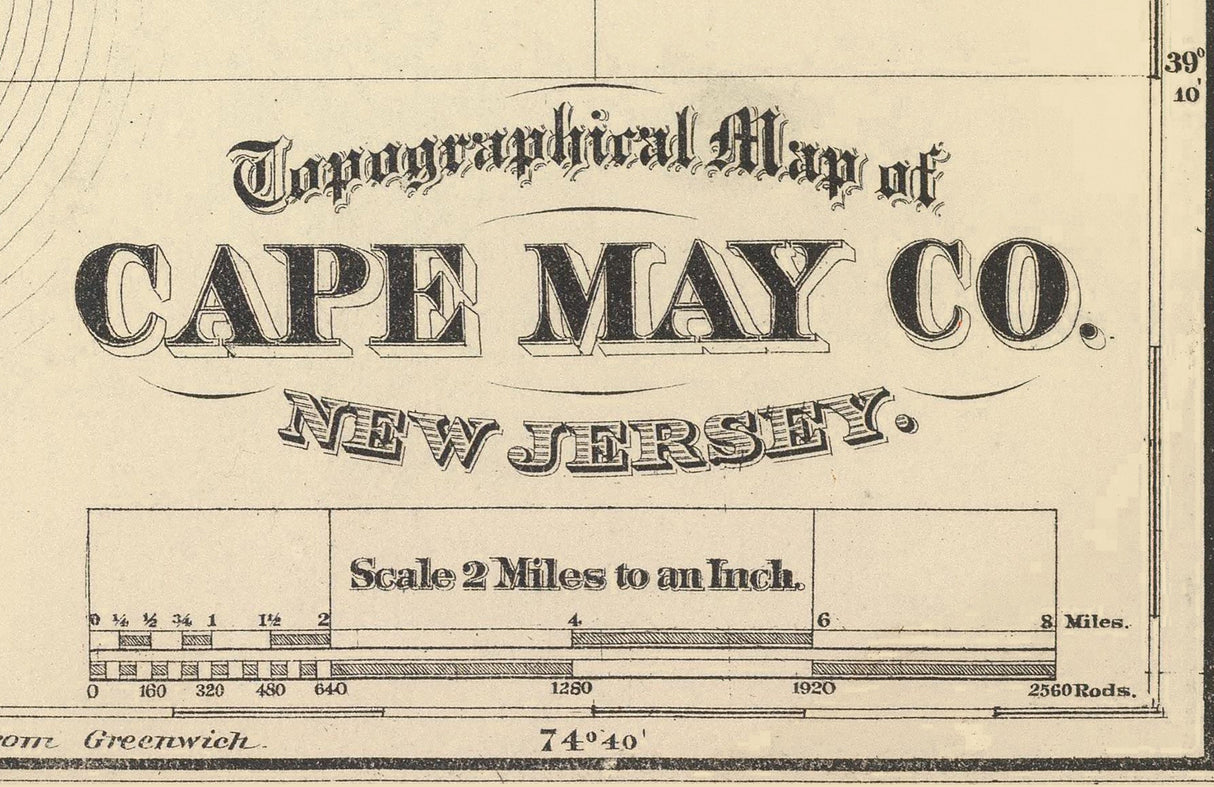 39°
10'
Topographical Map of
CAPE MAY CO.
NEW JERSEY.
Scale 2 Miles to an Inch.
0 ¼ ½ ¾ 1 1½ 2 4 6 8 Miles.
0 160 320 480 640 1280 1920 2560 Rods.
Greenwich.
74° 40'